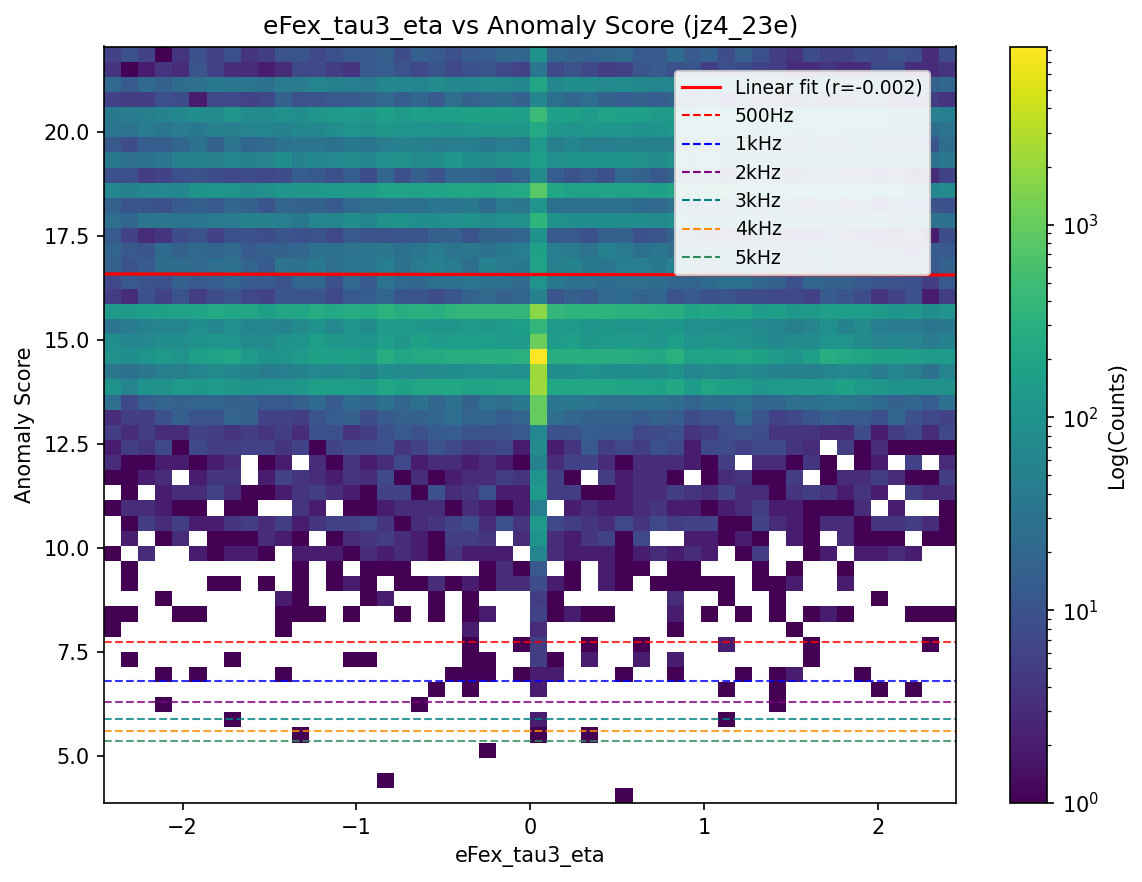 eFex_tau3_eta vs Anomaly Score (jz4_23e)
Linear fit (r=-0.002)
500Hz
1kHz
2kHz
3kHz
4kHz
5kHz
20.0
17.5
15.0
12.5
10.0
7.5
5.0
Anomaly Score
−2
−1
0
1
2
eFex_tau3_eta
10³
10²
10¹
10⁰
Log(Counts)